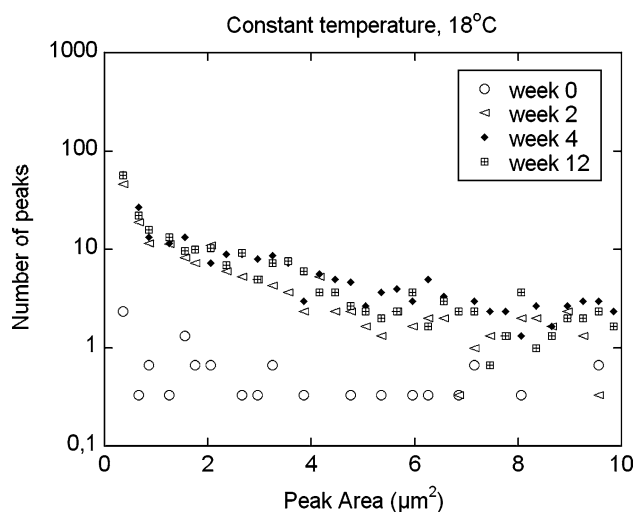 Constant temperature, 18°C
1000
100
10
1
0,1
Number of peaks
week 0
week 2
week 4
week 12
0
2
4
6
8
10
Peak Area (µm²)